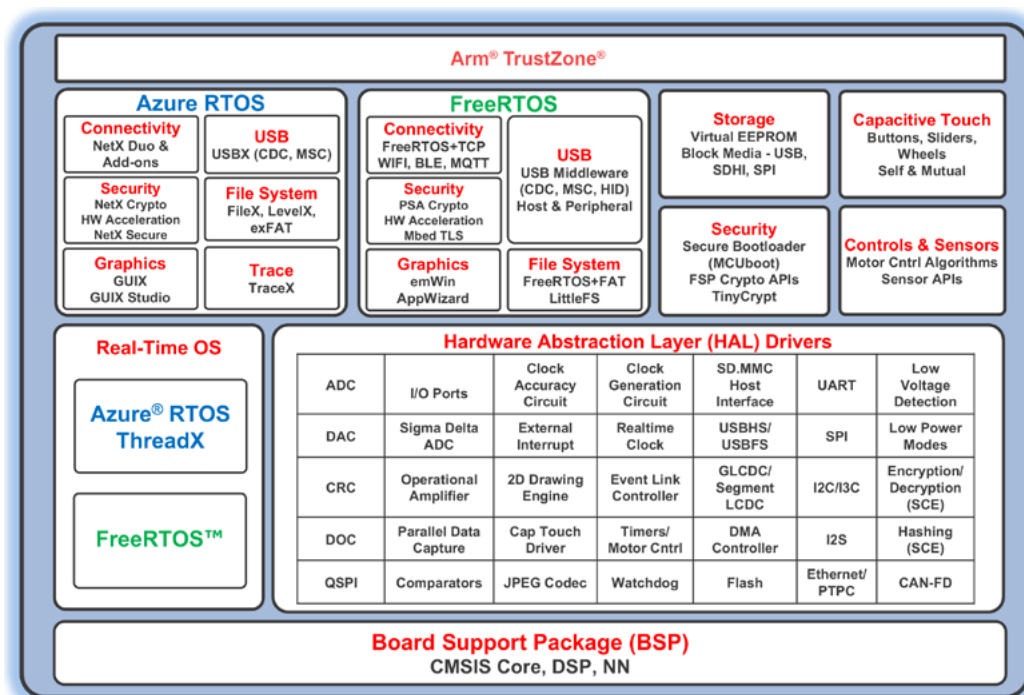 Arm® TrustZone®
Azure RTOS
Connectivity
NetX Duo &
Add-ons
USB
USBX (CDC, MSC)
Security
NetX Crypto
HW Acceleration
NetX Secure
File System
FileX, LevelX,
exFAT
Graphics
GUIX
GUIX Studio
Trace
TraceX
FreeRTOS
Connectivity
FreeRTOS+TCP
WIFI, BLE, MQTT
USB
USB Middleware
(CDC, MSC, HID)
Host & Peripheral
Security
PSA Crypto
HW Acceleration
Mbed TLS
Graphics
emWin
AppWizard
File System
FreeRTOS+FAT
LittleFS
Storage
Virtual EEPROM
Block Media - USB,
SDHI, SPI
Capacitive Touch
Buttons, Sliders,
Wheels
Self & Mutual
Security
Secure Bootloader
(MCUboot)
FSP Crypto APIs
TinyCrypt
Controls & Sensors
Motor Cntrl Algorithms
Sensor APIs
Real-Time OS
Azure® RTOS
ThreadX
FreeRTOS™
Hardware Abstraction Layer (HAL) Drivers
ADC
I/O Ports
Clock
Accuracy
Circuit
Clock
Generation
Circuit
SD.MMC
Host
Interface
UART
Low
Voltage
Detection
DAC
Sigma Delta
ADC
External
Interrupt
Realtime
Clock
USBHS/
USBFS
SPI
Low Power
Modes
CRC
Operational
Amplifier
2D Drawing
Engine
Event Link
Controller
GLCDC/
Segment
LCDC
I2C/I3C
Encryption/
Decryption
(SCE)
DOC
Parallel Data
Capture
Cap Touch
Driver
Timers/
Motor Cntrl
DMA
Controller
I2S
Hashing
(SCE)
QSPI
Comparators
JPEG Codec
Watchdog
Flash
Ethernet/
PTPC
CAN-FD
Board Support Package (BSP)
CMSIS Core, DSP, NN